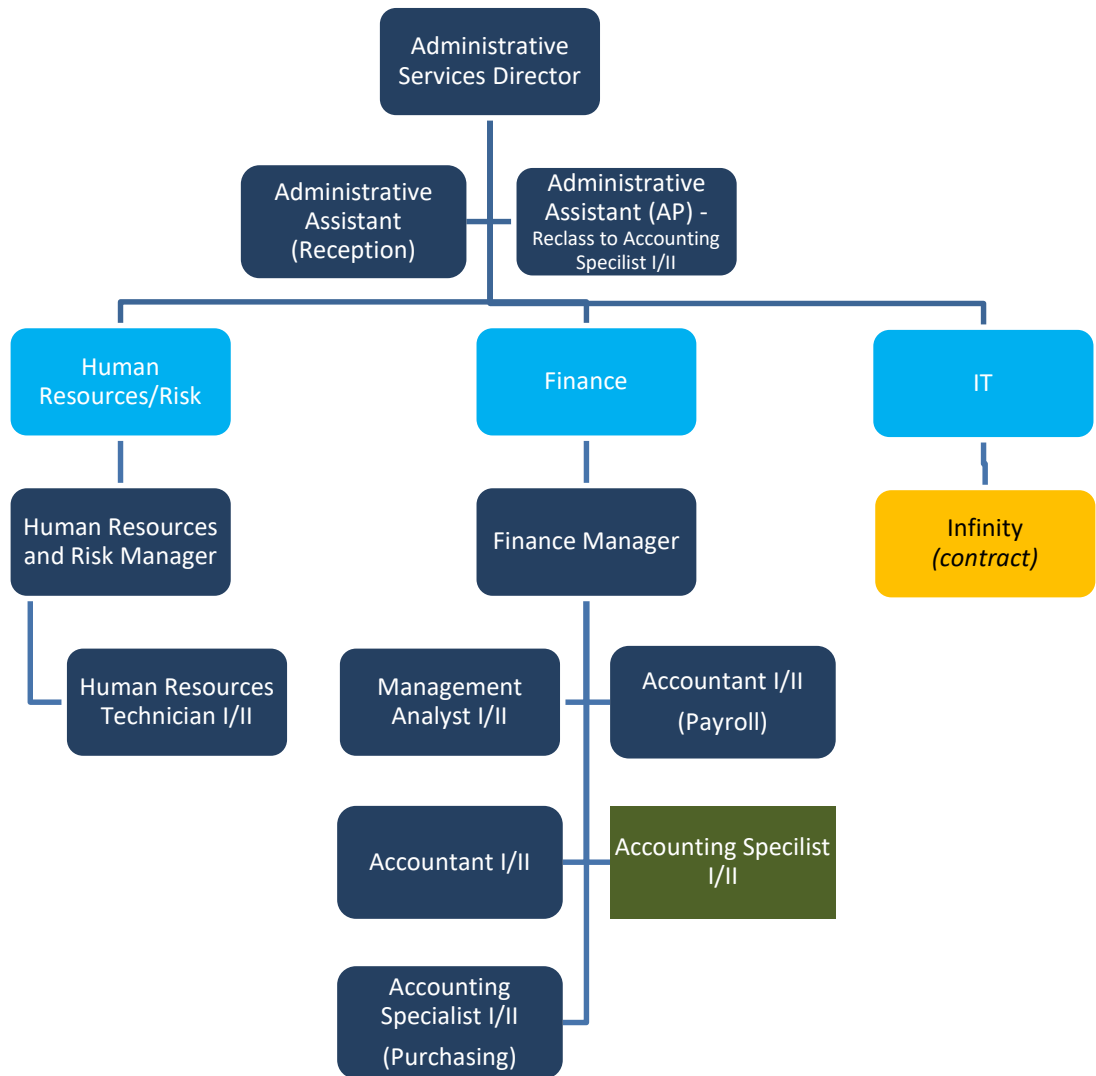 Administrative
Services Director
Administrative
Assistant
(Reception)
Administrative
Assistant (AP) -
Reclass to Accounting
Specilist I/II
Human
Resources/Risk
Finance
IT
Human Resources
and Risk Manager
Finance Manager
Infinity
(contract)
Human Resources
Technician I/II
Management
Analyst I/II
Accountant I/II
(Payroll)
Accountant I/II
Accounting Specilist
I/II
Accounting
Specialist I/II
(Purchasing)